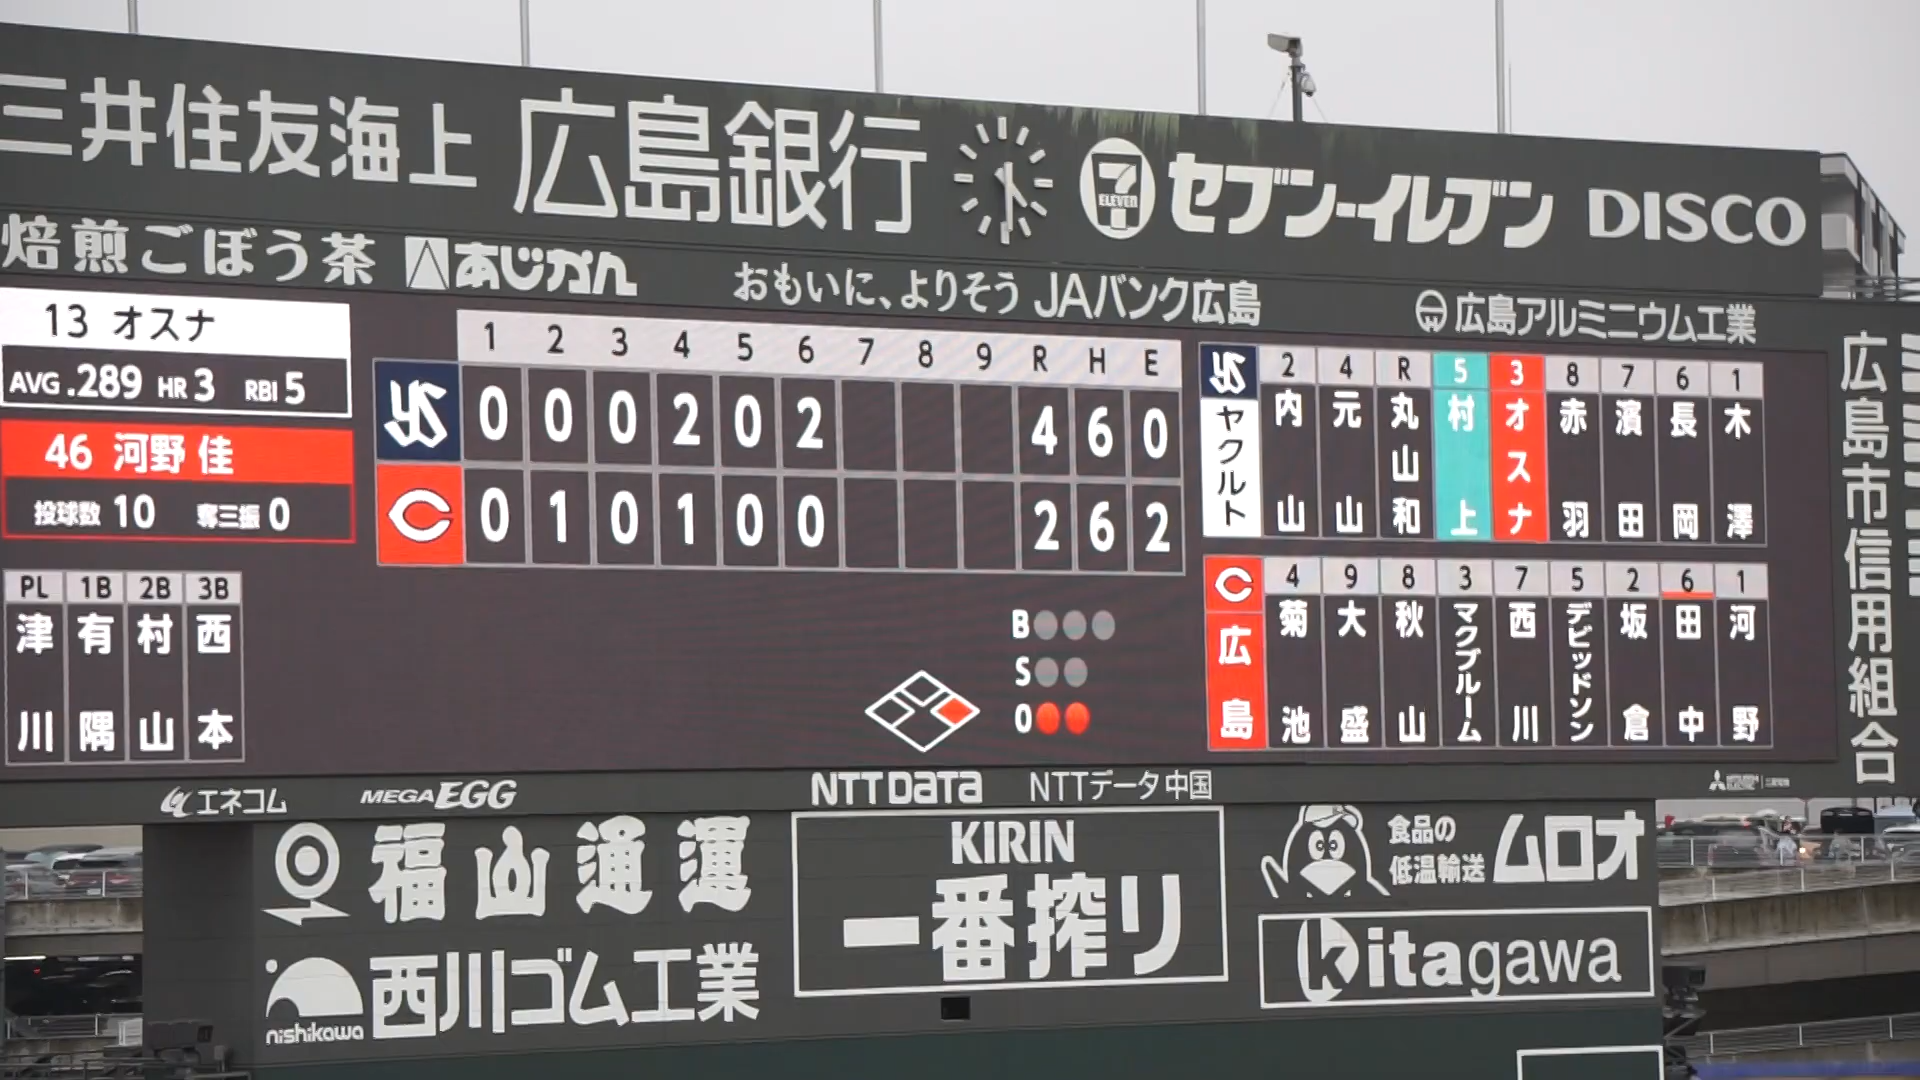 三井住友海上 広島銀行 7 ELEVEN セブン-イレブン DISCO
焙煎ごぼう茶 あじかん おもいに、よりそう JAバンク広島 広島アルミニウム工業
広島市信用組合
13 オスナ
AVG .289 HR 3 RBI 5
46 河野 佳
投球数 10 奪三振 0
1 2 3 4 5 6 7 8 9 R H E
YS 0 0 0 2 0 2 4 6 0
C 0 1 0 1 0 0 2 6 2
YS 2 4 R 5 3 8 7 6 1
ヤクルト 内山 元山 丸山和 村上 オスナ 赤羽 濱田 長岡 木澤
C 4 9 8 3 7 5 2 6 1
広島 菊池 大盛 秋山 マクブルーム 西川 デビッドソン 坂倉 田中 河野
PL 1B 2B 3B
津川 有隅 村山 西本
B
S
O
エネコム MEGA EGG NTT DATA NTTデータ中国
福山通運
nishikawa 西川ゴム工業
KIRIN
一番搾り
食品の
低温輸送 ムロオ
kitagawa